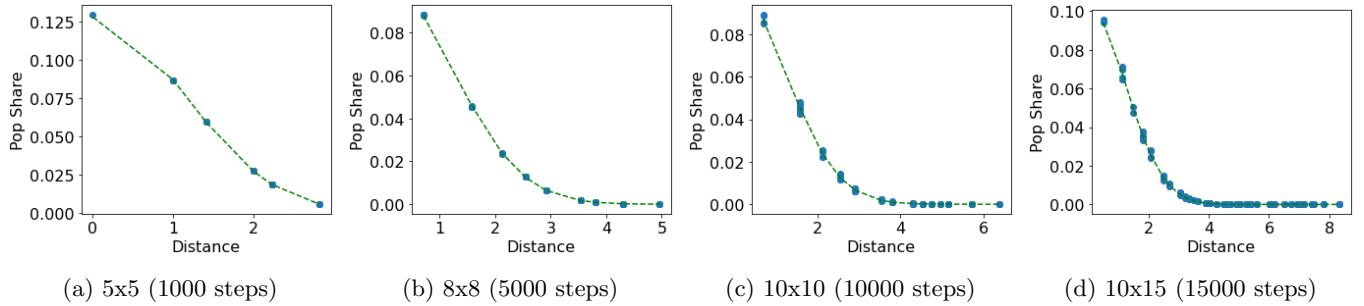 0.125
0.100
0.075
0.050
0.025
0.000
Pop Share
0 1 2
Distance
(a) 5x5 (1000 steps)
0.08
0.06
0.04
0.02
0.00
Pop Share
1 2 3 4 5
Distance
(b) 8x8 (5000 steps)
0.08
0.06
0.04
0.02
0.00
Pop Share
2 4 6
Distance
(c) 10x10 (10000 steps)
0.10
0.08
0.06
0.04
0.02
0.00
Pop Share
2 4 6 8
Distance
(d) 10x15 (15000 steps)